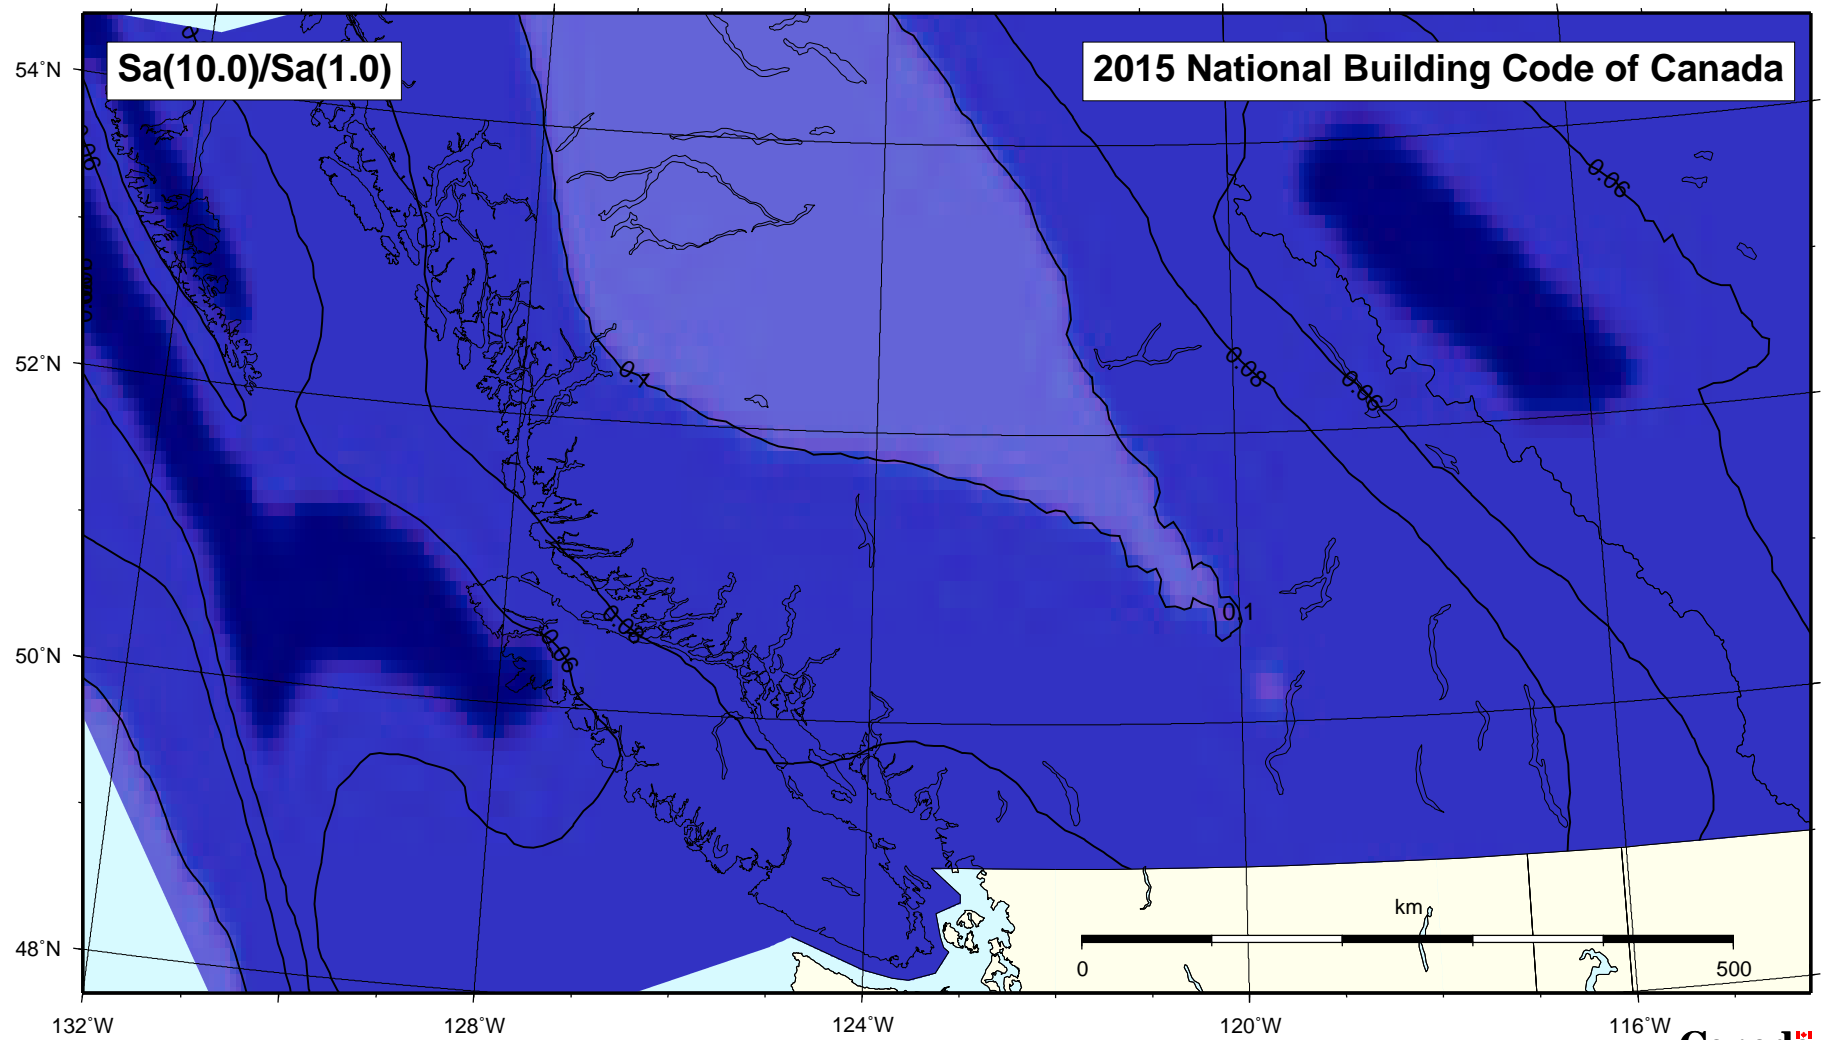 Sa(10.0)/Sa(1.0)
2015 National Building Code of Canada
54°N
52°N
50°N
48°N
0.06
0.06
0.1
0.08
0.06
0.1
0.08
0.06
km
0
500
132°W
128°W
124°W
120°W
116°W